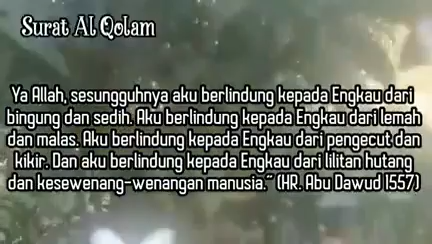 Surat Al Qolam
Ya Allah, sesungguhnya aku berlindung kepada Engkau dari
bingung dan sedih. Aku berlindung kepada Engkau dari lemah
dan malas. Aku berlindung kepada Engkau dari pengecut dan
kikir. Dan aku berlindung kepada Engkau dari lilitan hutang
dan kesewenang-wenangan manusia.” (HR. Abu Dawud 1557)